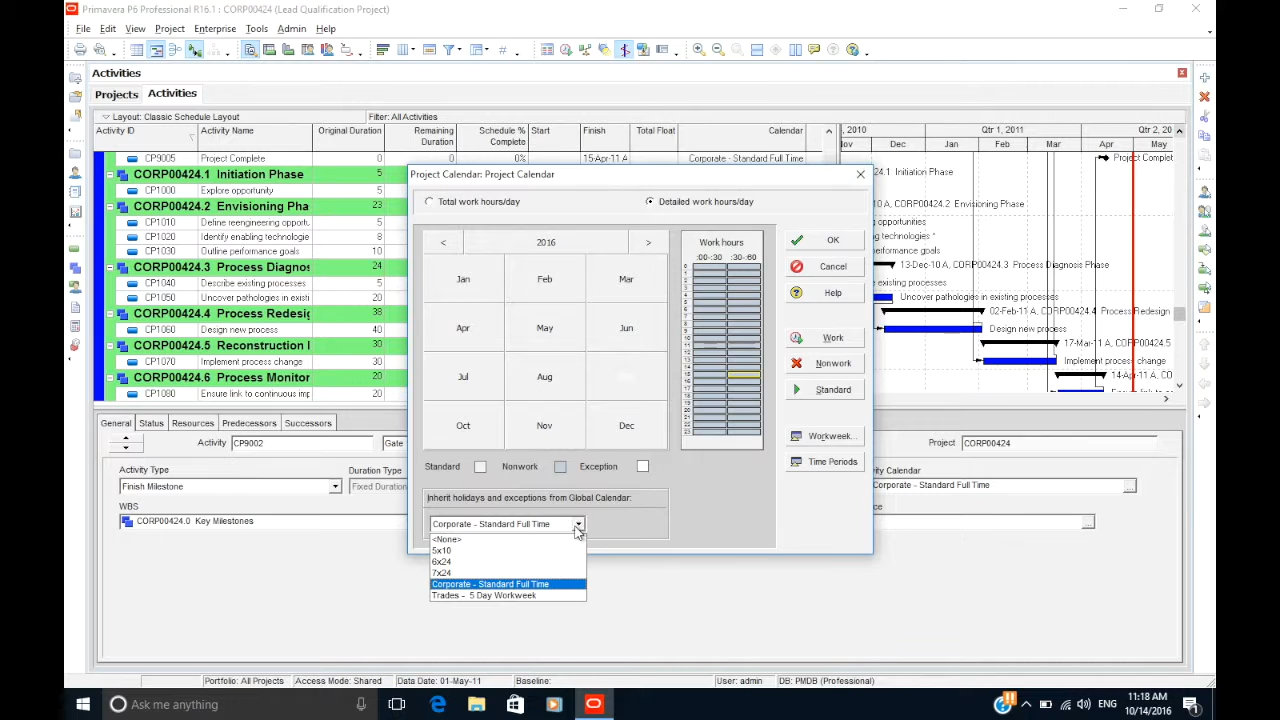 Primavera P6 Professional R16.1 : CORP00424 (Lead Qualification Project)
File Edit View Project Enterprise Tools Admin Help
Activities
Projects Activities
Layout: Classic Schedule Layout Filter: All Activities
Activity ID Activity Name Original Duration Remaining Duration Schedule % Complete Start Finish Total Float Calendar
, 2010 Qtr 1, 2011 Qtr 2, 20
Dec Jan Feb Mar Apr May
CP9005 Project Complete 0 0 0% 15-Apr-11 A Corporate - Standard Full Time Project Complet
CORP00424.1 Initiation Phase 5
CP1000 Explore opportunity 5
CORP00424.2 Envisioning Pha 23
CP1010 Define reengineering opportu. 5
CP1020 Identify enabling technologie 8
CP1030 Outline performance goals 10
CORP00424.3 Process Diagnos 24
CP1040 Describe existing processes 5
CP1050 Uncover pathologies in existi 20
CORP00424.4 Process Redesig 40
CP1060 Design new process 40
CORP00424.5 Reconstruction I 30
CP1070 Implement process change 30
CORP00424.6 Process Monitor 20
CP1080 Ensure link to continuous imp 20
24.1 Initiation Phase
10 A, CORP00424.2 Envisioning Phase
opportunities
technologies
formance goals
13-Dec-10 A, CORP00424.3 Process Diagnosis Phase
existing processes
Uncover pathologies in existing processes
02-Feb-11 A, CORP00424.4 Process Redesign
Design new process
17-Mar-11 A, CORP00424.5
Implement process change
14-Apr-11 A, CO
Project Calendar: Project Calendar
Total work hours/day Detailed work hours/day
< 2016 >
Jan Feb Mar
Apr May Jun
Jul Aug
Oct Nov Dec
Work hours
:00-:30 :30-:60
OK
Cancel
Help
Work
Nonwork
Standard
Workweek...
Time Periods
Standard Nonwork Exception
Inherit holidays and exceptions from Global Calendar:
Corporate - Standard Full Time
<None>
5x10
6x24
7x24
Corporate - Standard Full Time
Trades - 5 Day Workweek
General Status Resources Predecessors Successors
Activity CP9002 Gate Project CORP00424
Activity Type Duration Type Activity Calendar
Finish Milestone Fixed Duration Corporate - Standard Full Time
WBS
CORP00424.0 Key Milestones
Portfolio: All Projects Access Mode: Shared Data Date: 01-May-11 Baseline: User: admin DB: PMDB (Professional)
Ask me anything
ENG
11:18 AM
10/14/2016